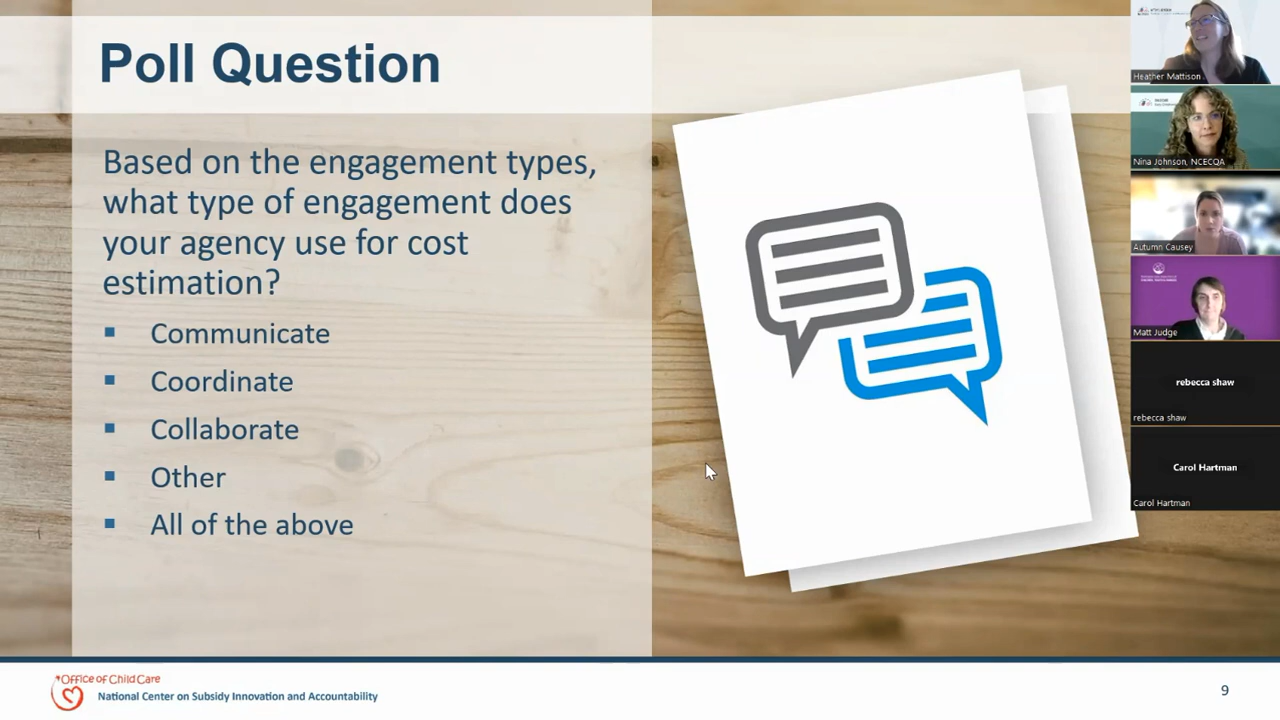 Poll Question
Based on the engagement types,
what type of engagement does
your agency use for cost
estimation?
▪ Communicate
▪ Coordinate
▪ Collaborate
▪ Other
▪ All of the above
Heather Mattison
Nina Johnson, NCECQA
Autumn Causey
Matt Judge
rebecca shaw
rebecca shaw
Carol Hartman
Carol Hartman
Office of Child Care
National Center on Subsidy Innovation and Accountability
9